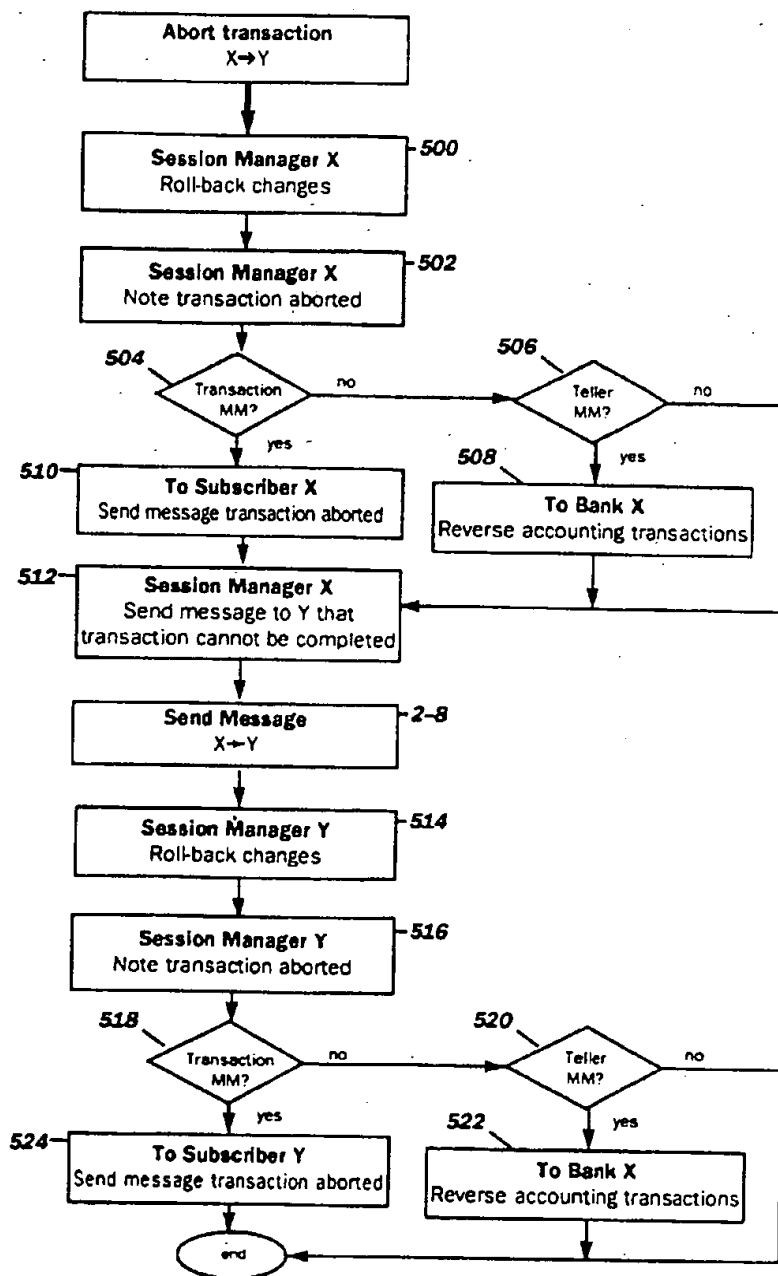 Abort transaction
X→Y
500
Session Manager X
Roll-back changes
502
Session Manager X
Note transaction aborted
504
Transaction
MM?
no
506
Teller
MM?
no
yes
yes
510
To Subscriber X
Send message transaction aborted
508
To Bank X
Reverse accounting transactions
512
Session Manager X
Send message to Y that
transaction cannot be completed
Send Message
X→Y
2-8
Session Manager Y
Roll-back changes
514
Session Manager Y
Note transaction aborted
516
518
Transaction
MM?
no
520
Teller
MM?
no
yes
yes
524
To Subscriber Y
Send message transaction aborted
522
To Bank X
Reverse accounting transactions
end